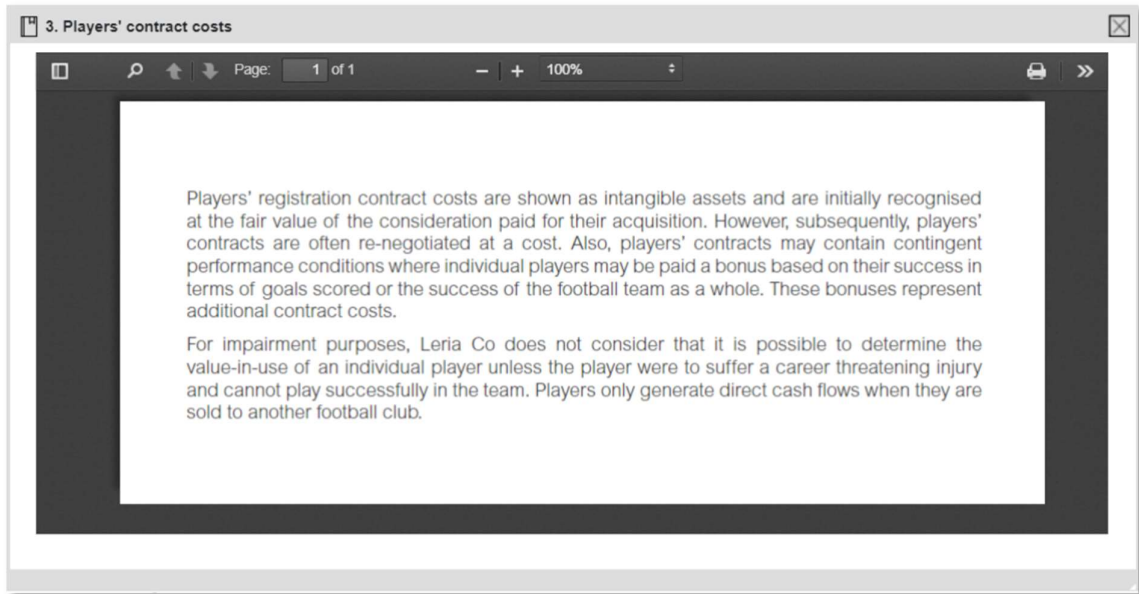 3. Players' contract costs
Page: 1 of 1 100%
Players' registration contract costs are shown as intangible assets and are initially recognised
at the fair value of the consideration paid for their acquisition. However, subsequently, players'
contracts are often re-negotiated at a cost. Also, players' contracts may contain contingent
performance conditions where individual players may be paid a bonus based on their success in
terms of goals scored or the success of the football team as a whole. These bonuses represent
additional contract costs.
For impairment purposes, Leria Co does not consider that it is possible to determine the
value-in-use of an individual player unless the player were to suffer a career threatening injury
and cannot play successfully in the team. Players only generate direct cash flows when they are
sold to another football club.